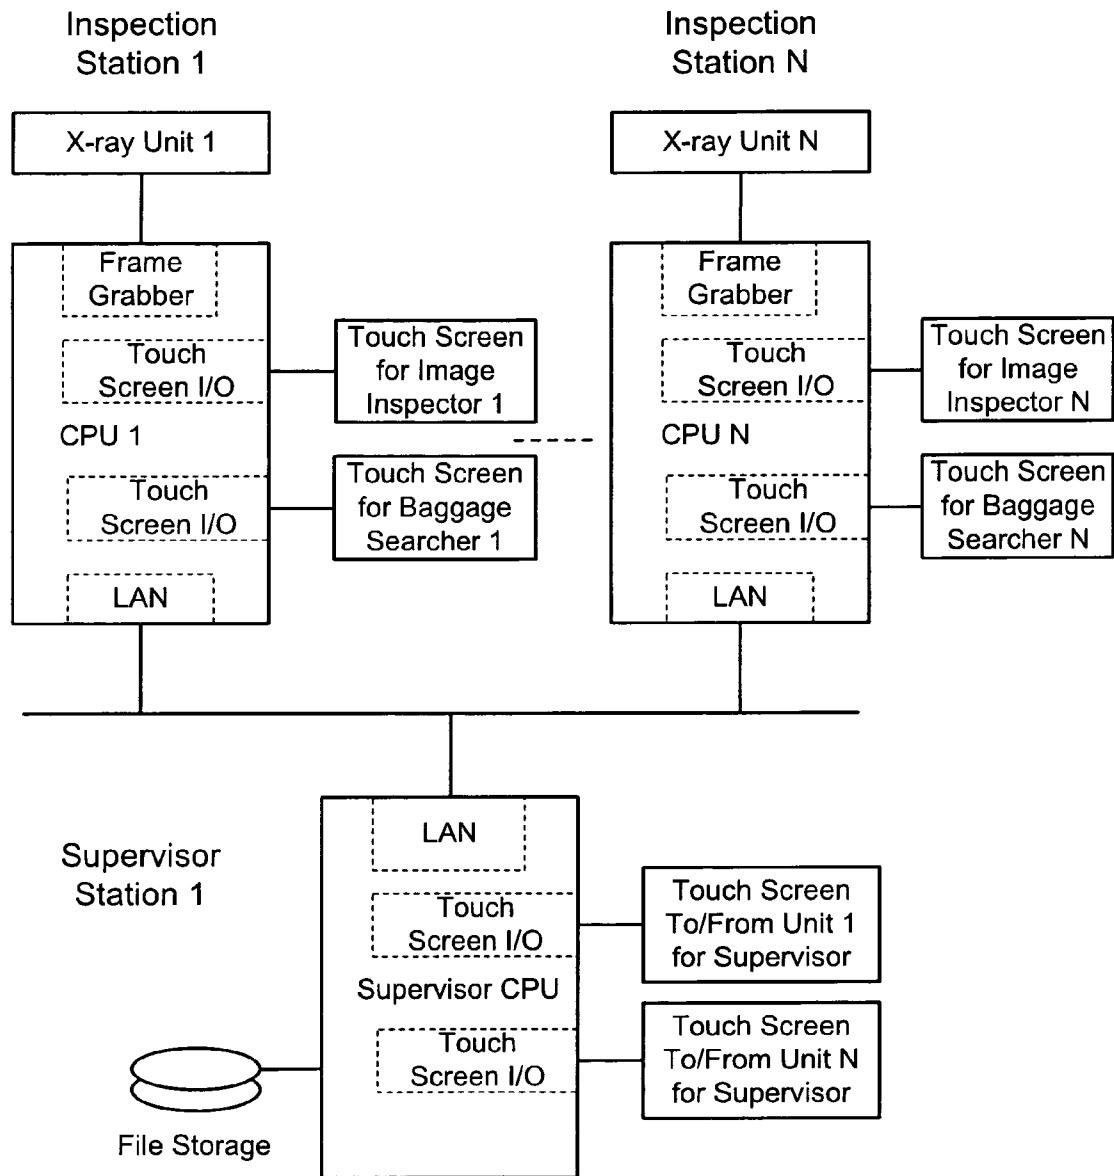 Inspection
Station 1
Inspection
Station N
X-ray Unit 1
X-ray Unit N
Frame
Grabber
Touch
Screen I/O
CPU 1
Touch
Screen I/O
LAN
Touch Screen
for Image
Inspector 1
Touch Screen
for Baggage
Searcher 1
Frame
Grabber
Touch
Screen I/O
CPU N
Touch
Screen I/O
LAN
Touch Screen
for Image
Inspector N
Touch Screen
for Baggage
Searcher N
Supervisor
Station 1
LAN
Touch
Screen I/O
Supervisor CPU
Touch
Screen I/O
Touch Screen
To/From Unit 1
for Supervisor
Touch Screen
To/From Unit N
for Supervisor
File Storage